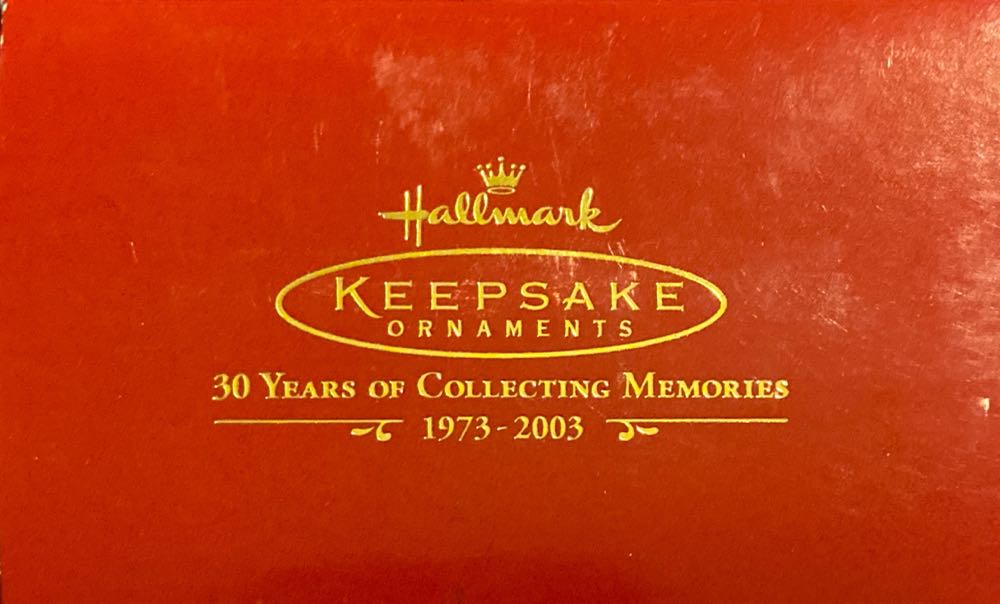 Hallmark
KEEPSAKE
ORNAMENTS
30 YEARS OF COLLECTING MEMORIES
1973-2003